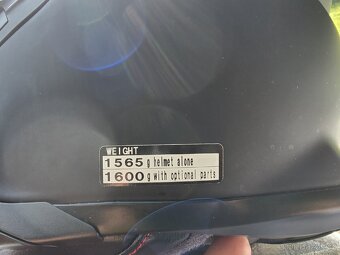 WEIGHT
1565 g helmet alone
1600 g with optional parts